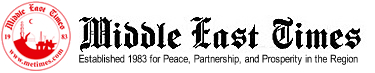 Middle East Times
Middle East Times
19 83
www.metimes.com
Established 1983 for Peace, Partnership, and Prosperity in the Region